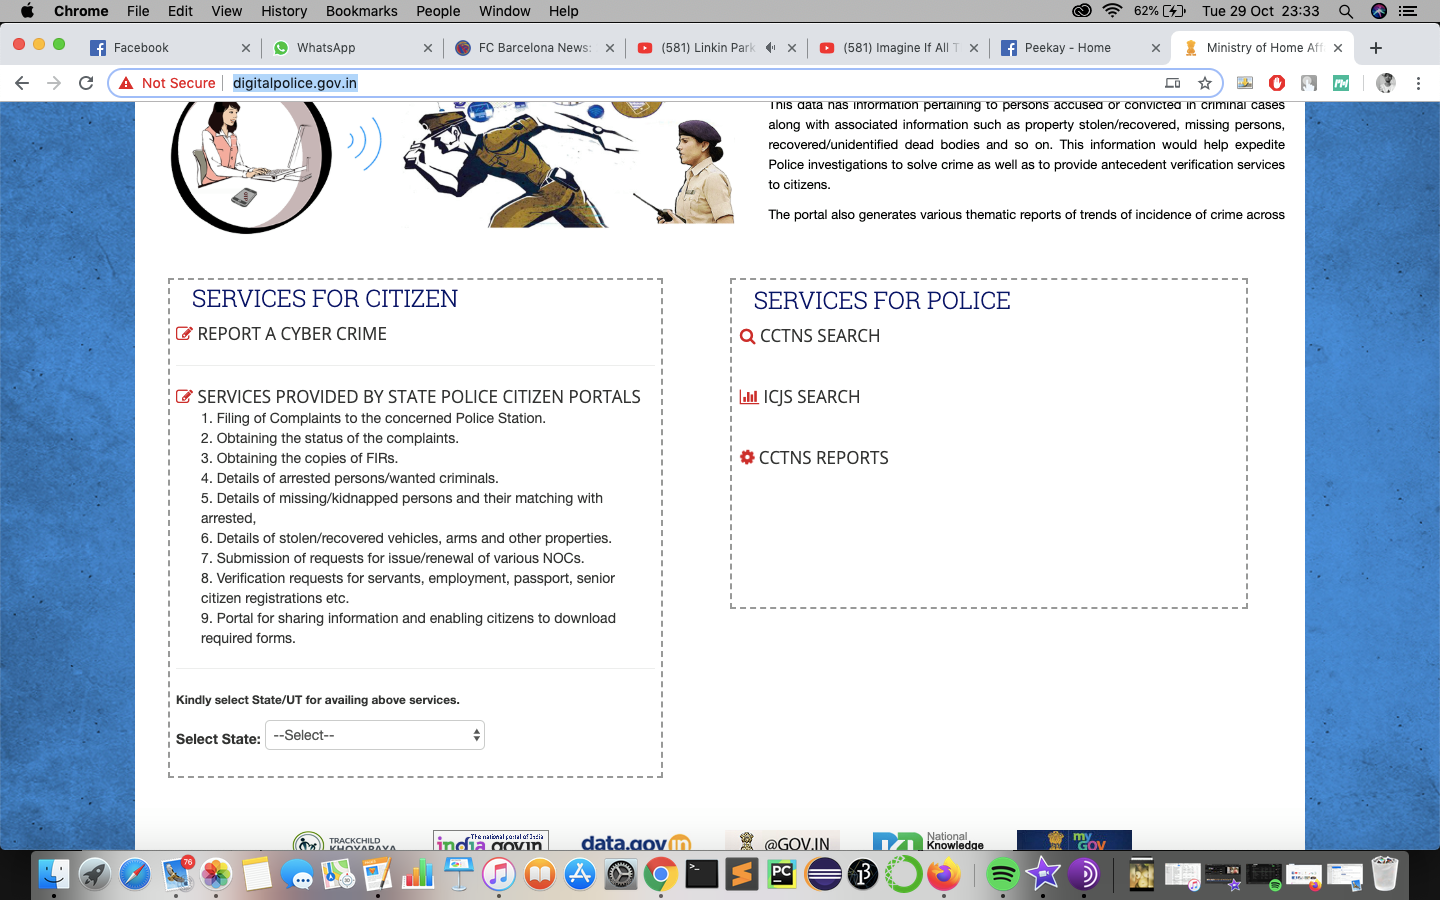 Chrome File Edit View History Bookmarks People Window Help 62% Tue 29 Oct 23:33
Facebook WhatsApp FC Barcelona News: (581) Linkin Park (581) Imagine If All T Peekay - Home Ministry of Home Aff
Not Secure digitalpolice.gov.in
This data has information pertaining to persons accused or convicted in criminal cases
along with associated information such as property stolen/recovered, missing persons,
recovered/unidentified dead bodies and so on. This information would help expedite
Police investigations to solve crime as well as to provide antecedent verification services
to citizens.
The portal also generates various thematic reports of trends of incidence of crime across
SERVICES FOR CITIZEN
REPORT A CYBER CRIME
SERVICES PROVIDED BY STATE POLICE CITIZEN PORTALS
1. Filing of Complaints to the concerned Police Station.
2. Obtaining the status of the complaints.
3. Obtaining the copies of FIRs.
4. Details of arrested persons/wanted criminals.
5. Details of missing/kidnapped persons and their matching with
arrested,
6. Details of stolen/recovered vehicles, arms and other properties.
7. Submission of requests for issue/renewal of various NOCs.
8. Verification requests for servants, employment, passport, senior
citizen registrations etc.
9. Portal for sharing information and enabling citizens to download
required forms.
Kindly select State/UT for availing above services.
Select State: --Select--
SERVICES FOR POLICE
CCTNS SEARCH
ICJS SEARCH
CCTNS REPORTS
TRACKCHILD
KHOYAPAYA
The national portal of India
india.gov.in
data.gov.in
@GOV.IN
National
Knowledge
my
GOV
76
PC